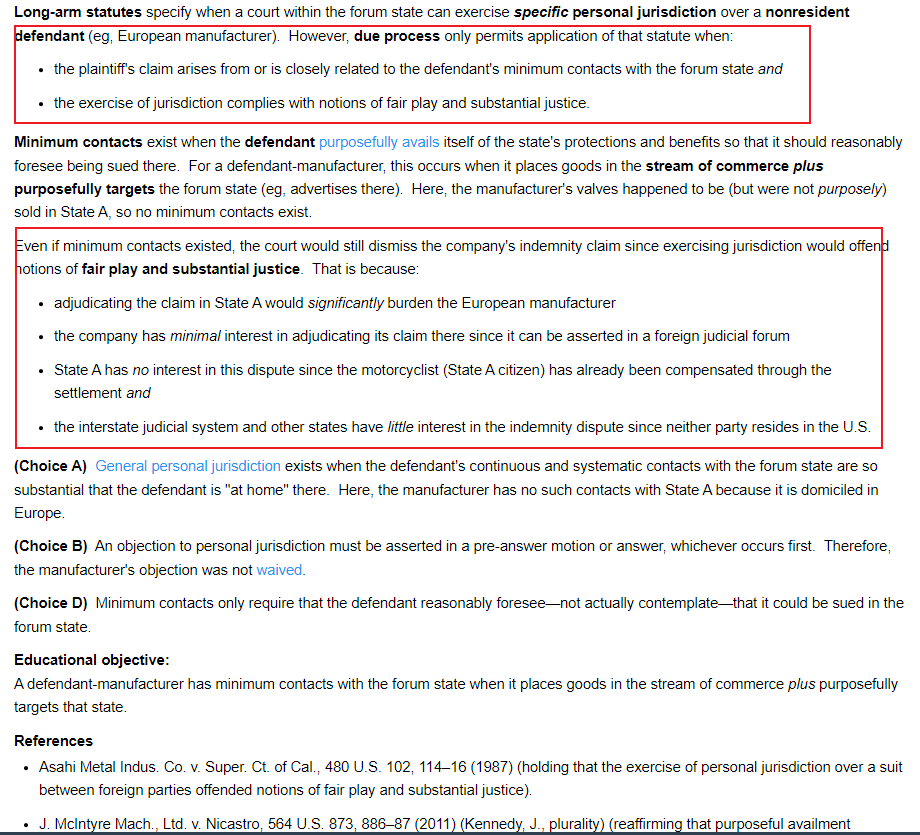 Long-arm statutes specify when a court within the forum state can exercise specific personal jurisdiction over a nonresident
defendant (eg, European manufacturer). However, due process only permits application of that statute when:
• the plaintiff's claim arises from or is closely related to the defendant's minimum contacts with the forum state and
• the exercise of jurisdiction complies with notions of fair play and substantial justice.
Minimum contacts exist when the defendant purposefully avails itself of the state's protections and benefits so that it should reasonably
foresee being sued there. For a defendant-manufacturer, this occurs when it places goods in the stream of commerce plus
purposefully targets the forum state (eg, advertises there). Here, the manufacturer's valves happened to be (but were not purposely)
sold in State A, so no minimum contacts exist.
Even if minimum contacts existed, the court would still dismiss the company's indemnity claim since exercising jurisdiction would offend
notions of fair play and substantial justice. That is because:
• adjudicating the claim in State A would significantly burden the European manufacturer
• the company has minimal interest in adjudicating its claim there since it can be asserted in a foreign judicial forum
• State A has no interest in this dispute since the motorcyclist (State A citizen) has already been compensated through the
settlement and
• the interstate judicial system and other states have little interest in the indemnity dispute since neither party resides in the U.S.
(Choice A) General personal jurisdiction exists when the defendant's continuous and systematic contacts with the forum state are so
substantial that the defendant is "at home" there. Here, the manufacturer has no such contacts with State A because it is domiciled in
Europe.
(Choice B) An objection to personal jurisdiction must be asserted in a pre-answer motion or answer, whichever occurs first. Therefore,
the manufacturer's objection was not waived.
(Choice D) Minimum contacts only require that the defendant reasonably foresee—not actually contemplate—that it could be sued in the
forum state.
Educational objective:
A defendant-manufacturer has minimum contacts with the forum state when it places goods in the stream of commerce plus purposefully
targets that state.
References
• Asahi Metal Indus. Co. v. Super. Ct. of Cal., 480 U.S. 102, 114–16 (1987) (holding that the exercise of personal jurisdiction over a suit
between foreign parties offended notions of fair play and substantial justice).
• J. McIntyre Mach., Ltd. v. Nicastro, 564 U.S. 873, 886–87 (2011) (Kennedy, J., plurality) (reaffirming that purposeful availment